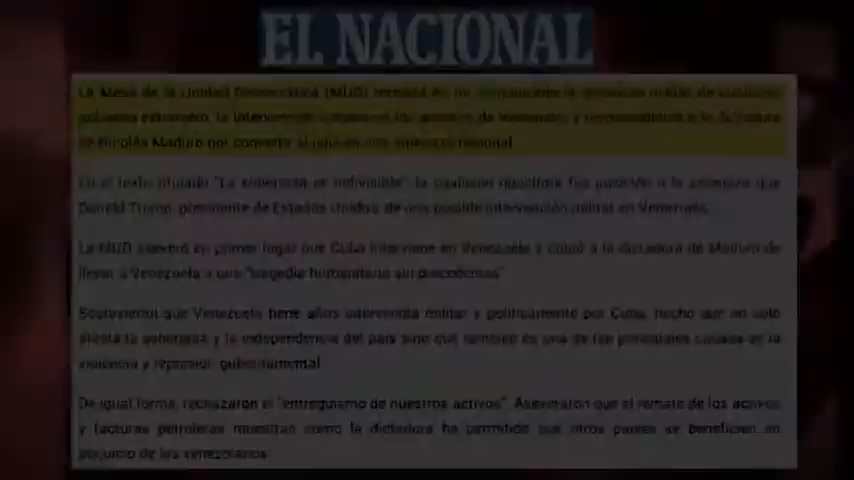 EL NACIONAL
La Mesa de la Unidad Democrática (MUD) rechazó en un comunicado la amenaza militar de cualquier
gobierno extranjero, la intervención cubana en los asuntos de Venezuela y responsabilizó a la dictadura
de Nicolás Maduro por convertir al país en una amenaza regional
En el texto titulado "La soberanía es indivisible", la coalición opositora fijó posición a la amenaza que
Donald Trump, presidente de Estados Unidos, de una posible intervención militar en Venezuela.
La MUD aseveró en primer lugar que Cuba interviene en Venezuela y culpó a la dictadura de Maduro de
llevar a Venezuela a una "tragedia humanitaria sin precedentes"
Sostuvieron que Venezuela tiene años intervenida militar y políticamente por Cuba, hecho que no solo
afecta la soberanía y la independencia del país sino que también es una de las principales causas de la
violencia y represión gubernamental
De igual forma, rechazaron el "entreguismo de nuestros activos". Aseveraron que el remate de los activos
y facturas petroleras muestran como la dictadura ha permitido que otros países se beneficien en
perjuicio de los venezolanos